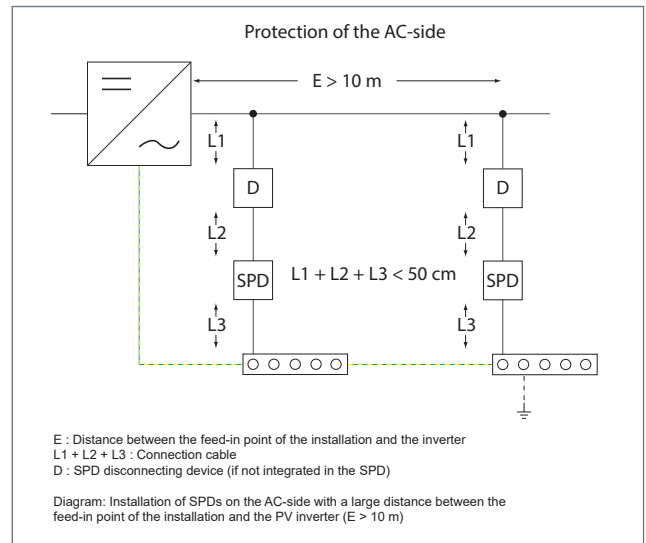 Protection of the AC-side
E > 10 m
L1
L1
D
D
L2
L2
SPD
L1 + L2 + L3 < 50 cm
SPD
L3
L3
E : Distance between the feed-in point of the installation and the inverter
L1 + L2 + L3 : Connection cable
D : SPD disconnecting device (if not integrated in the SPD)
Diagram: Installation of SPDs on the AC-side with a large distance between the
feed-in point of the installation and the PV inverter (E > 10 m)